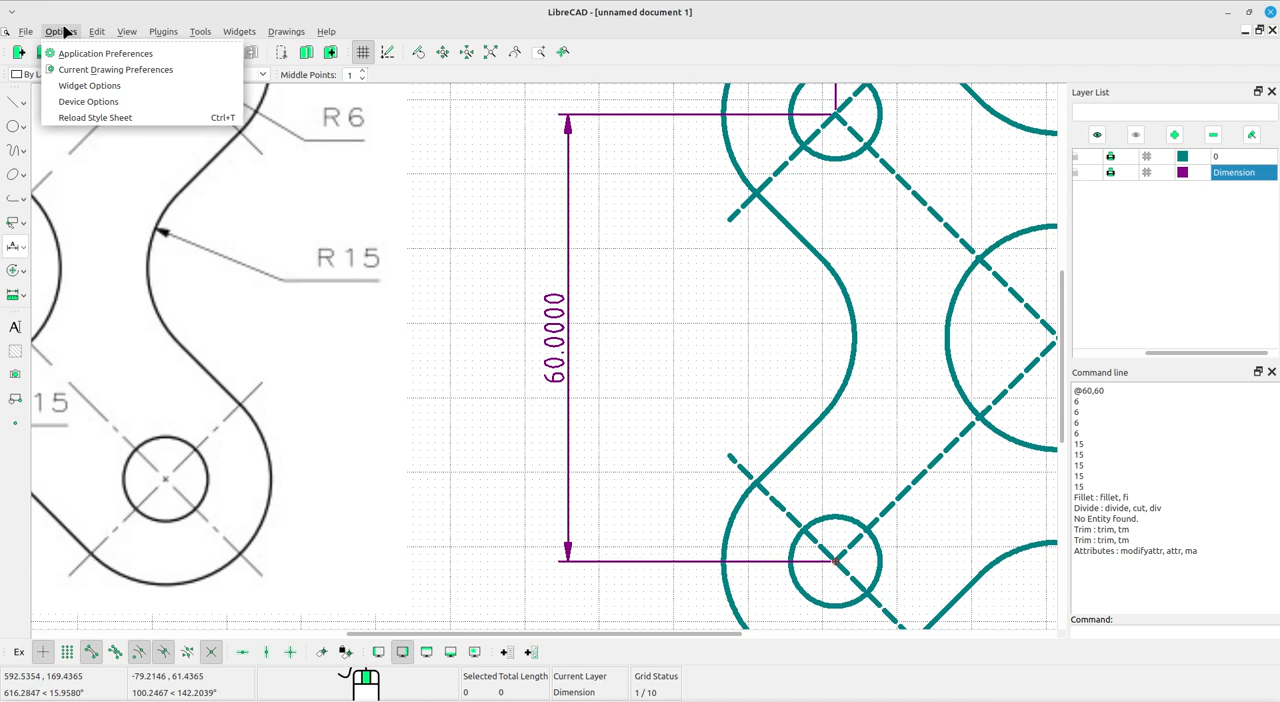 LibreCAD - [unnamed document 1]
File Options Edit View Plugins Tools Widgets Drawings Help
Application Preferences
Current Drawing Preferences
Widget Options
Device Options
Reload Style Sheet Ctrl+T
By L
Middle Points: 1
R 6
R 15
15
60.0000
Layer List
0
Dimension
Command line
@60,60
6
6
6
6
15
15
15
15
15
Fillet : fillet, fi
Divide : divide, cut, div
No Entity found.
Trim : trim, tm
Trim : trim, tm
Attributes : modifyattr, attr, ma
Command:
Ex
592.5354 , 169.4365
616.2847 < 15.9580°
-79.2146 , 61.4365
100.2467 < 142.2039°
Selected Total Length
0 0
Current Layer
Dimension
Grid Status
1 / 10